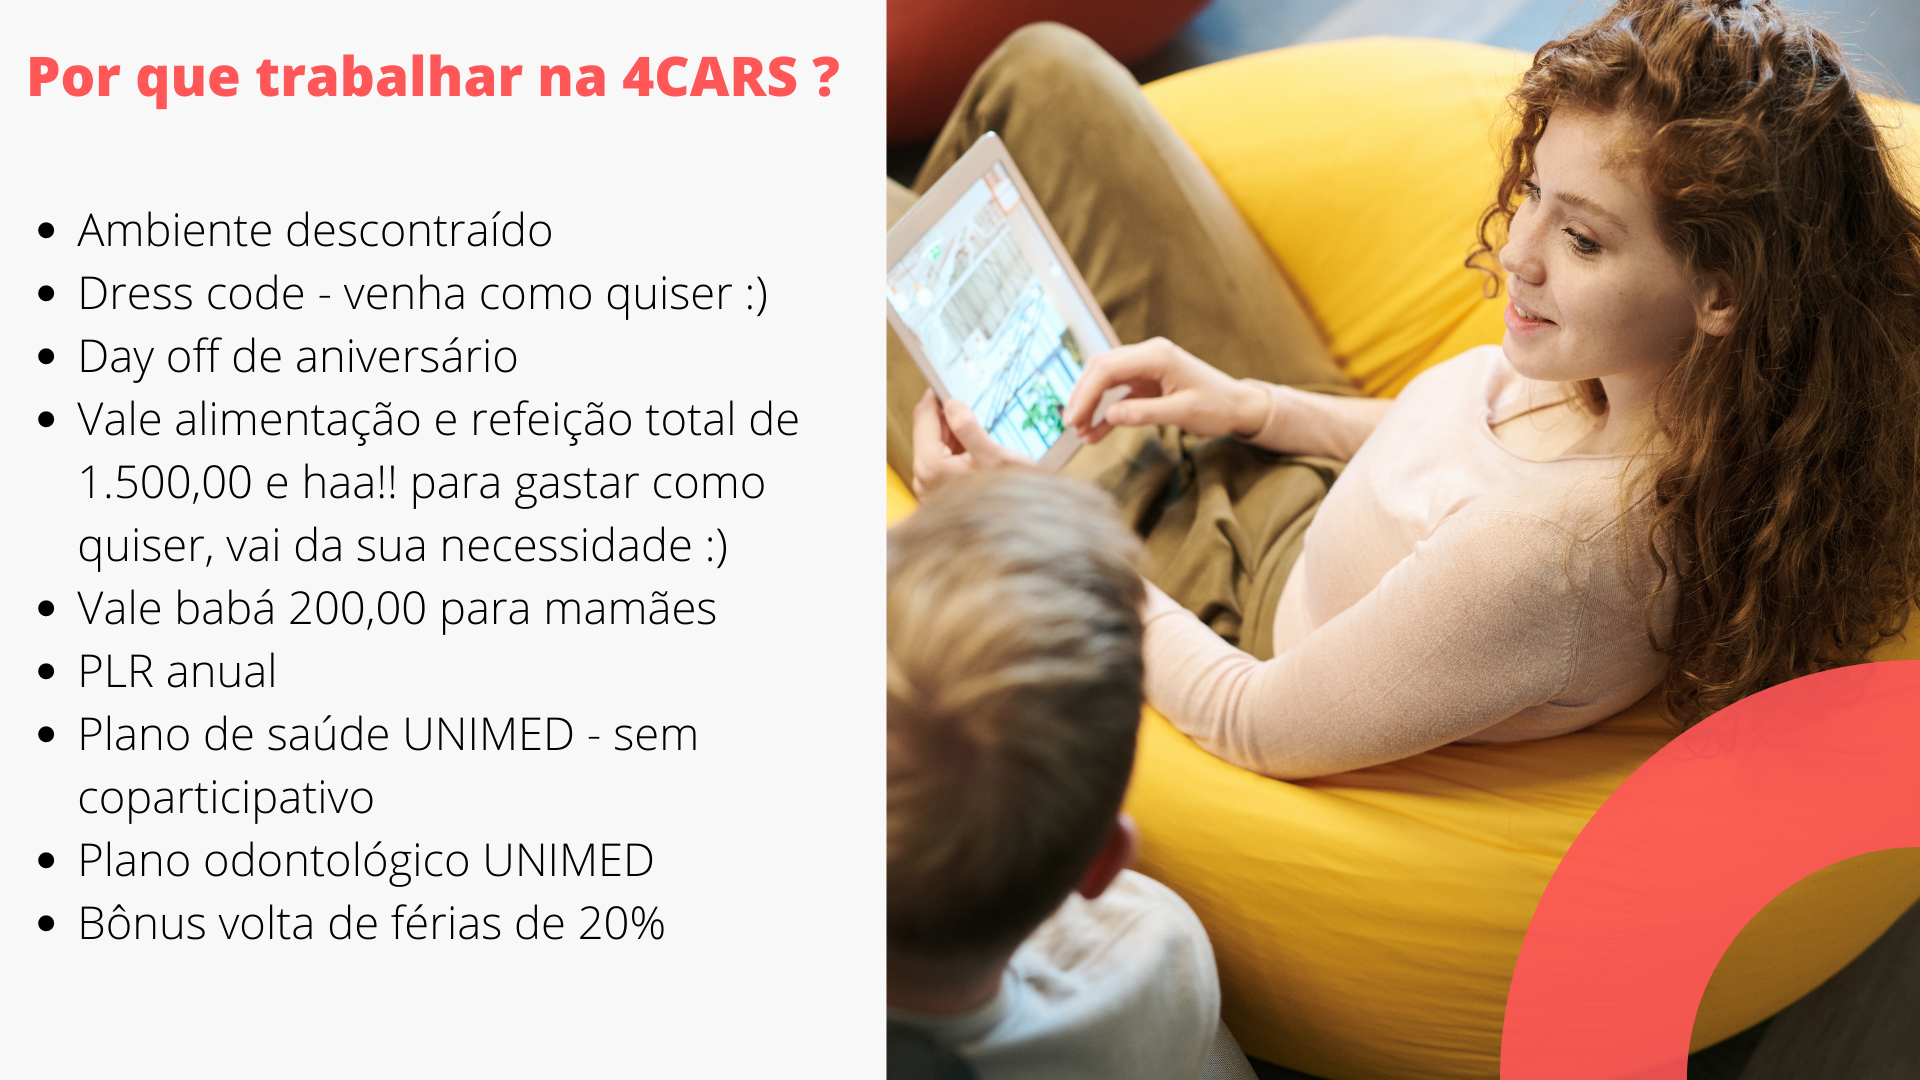 Por que trabalhar na 4CARS ?
• Ambiente descontraído
• Dress code - venha como quiser :)
• Day off de aniversário
• Vale alimentação e refeição total de
1.500,00 e haa!! para gastar como
quiser, vai da sua necessidade :)
• Vale babá 200,00 para mamães
• PLR anual
• Plano de saúde UNIMED - sem
coparticipativo
• Plano odontológico UNIMED
• Bônus volta de férias de 20%